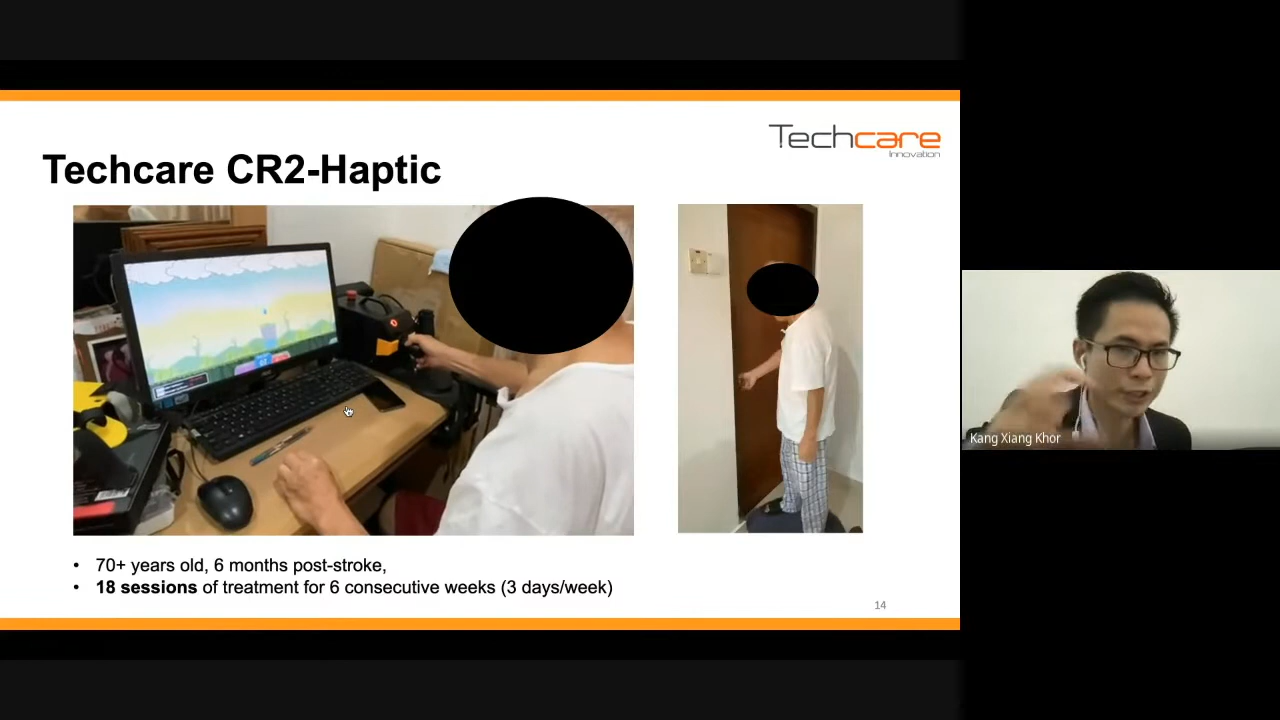 Techcare
Innovation
Techcare CR2-Haptic
• 70+ years old, 6 months post-stroke,
• 18 sessions of treatment for 6 consecutive weeks (3 days/week)
14
Kang Xiang Khor